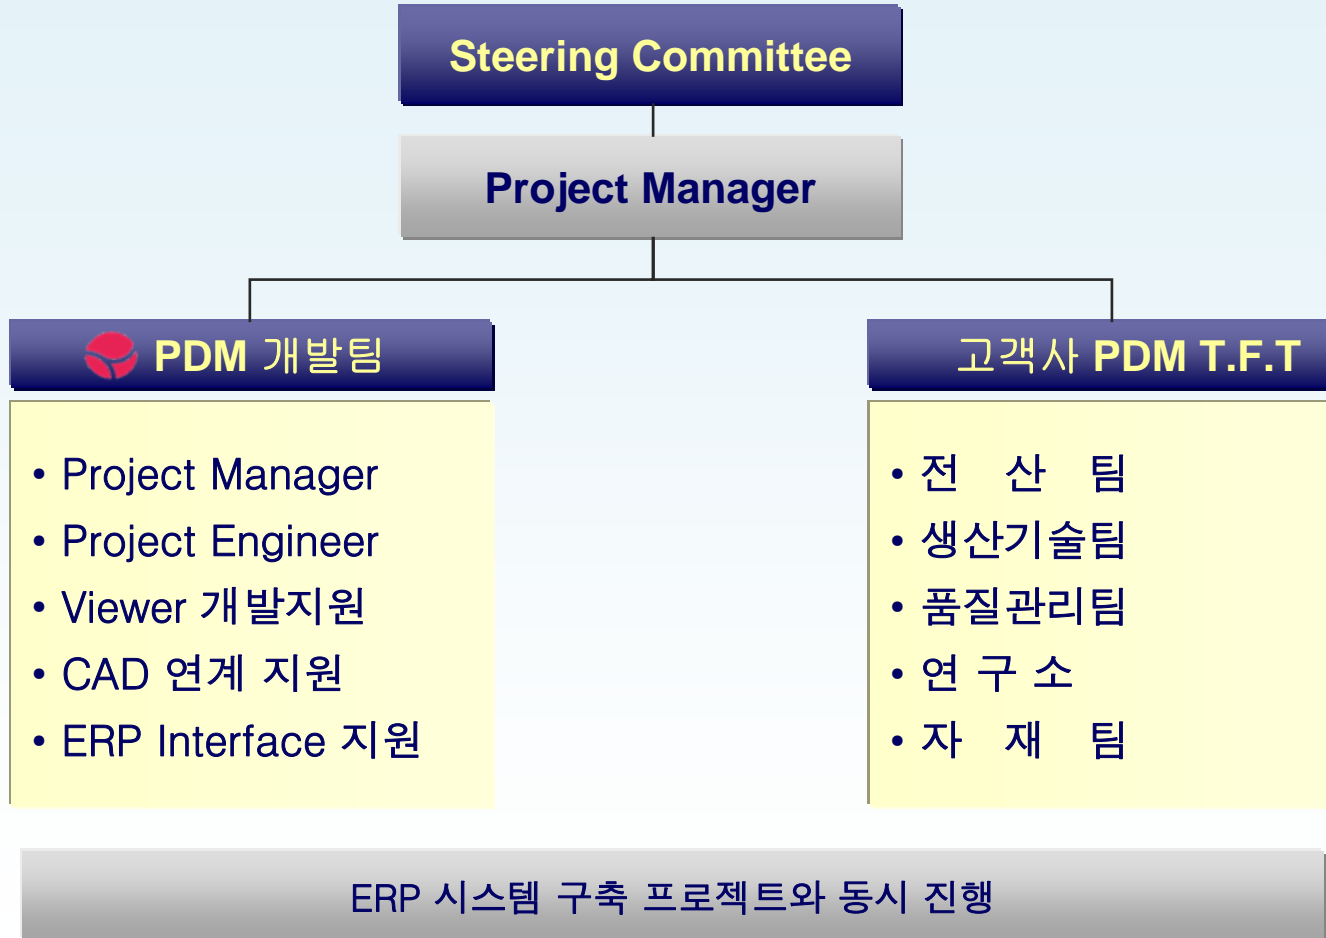 Steering Committee
Project Manager
PDM 개발팀
• Project Manager
• Project Engineer
• Viewer 개발지원
• CAD 연계 지원
• ERP Interface 지원
고객사 PDM T.F.T
• 전 산 팀
• 생산기술팀
• 품질관리팀
• 연 구 소
• 자 재 팀
ERP 시스템 구축 프로젝트와 동시 진행